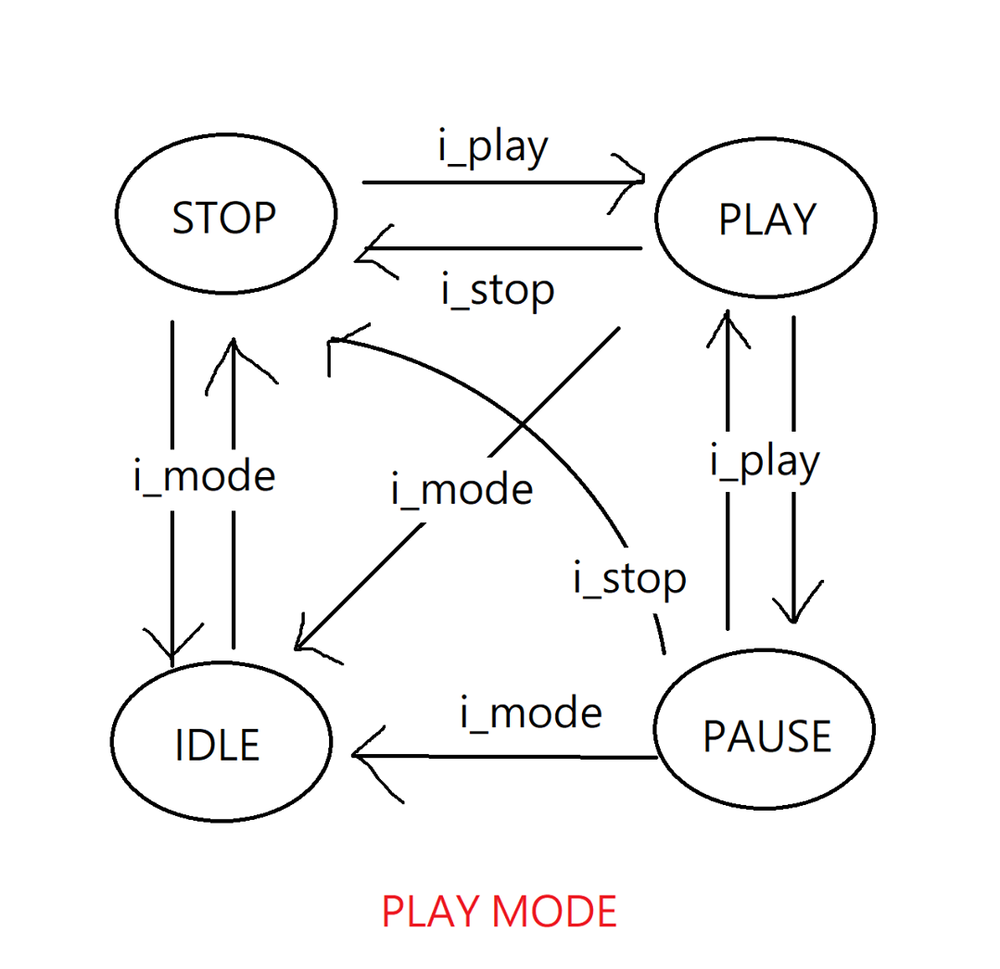 i_play
STOP
PLAY
i_stop
i_play
i_mode
i_mode
i_stop
i_mode
IDLE
PAUSE
PLAY MODE